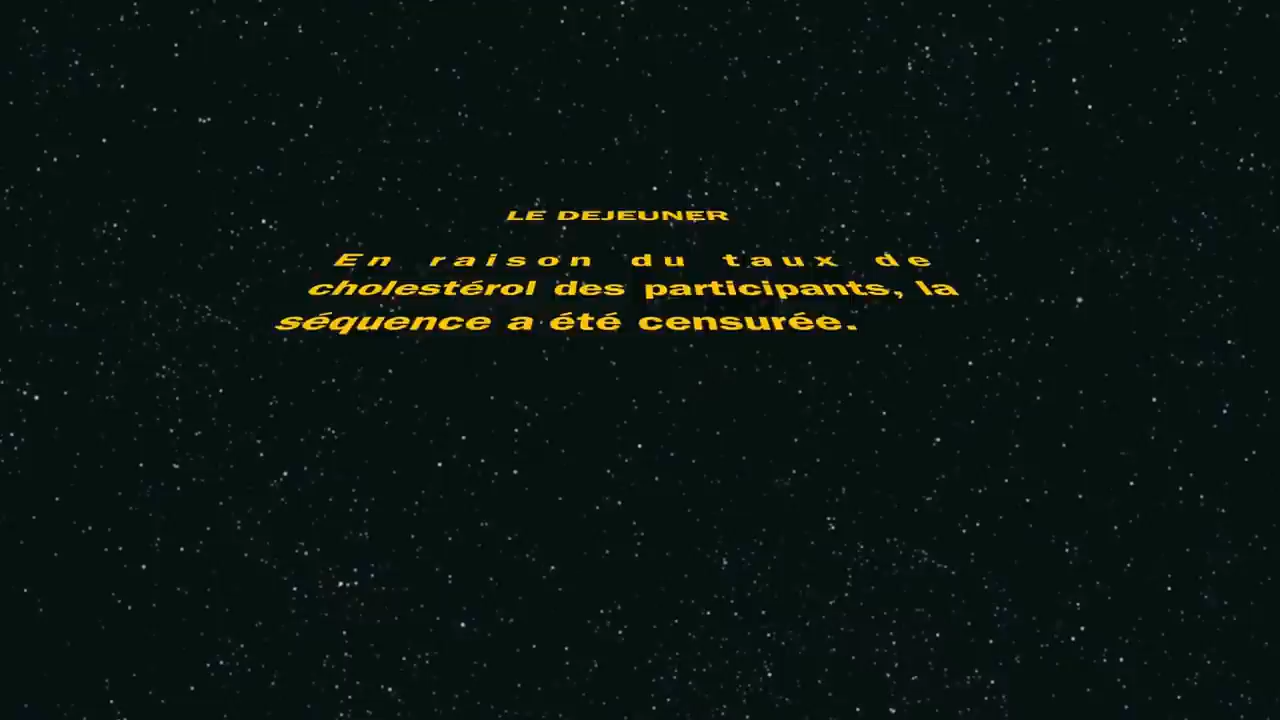 LE DEJEUNER
En raison du taux de
cholestérol des participants, la
séquence a été censurée.